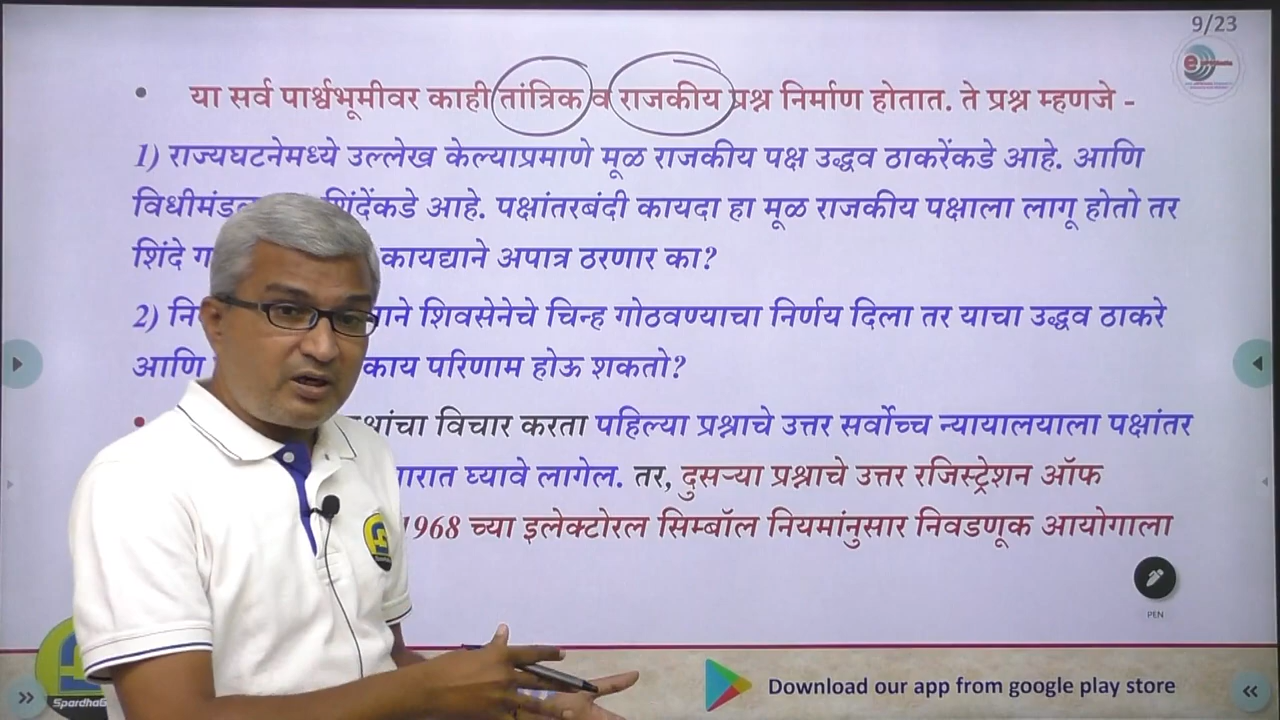 9/23
• या सर्व पार्श्वभूमीवर काही तांत्रिक व राजकीय प्रश्न निर्माण होतात. ते प्रश्न म्हणजे -
1) राज्यघटनेमध्ये उल्लेख केल्याप्रमाणे मूळ राजकीय पक्ष उद्धव ठाकरेंकडे आहे. आणि
शिंदेंकडे आहे. पक्षांतरबंदी कायदा हा मूळ राजकीय पक्षाला लागू होतो तर
शिंदे कायद्याने अपात्र ठरणार का?
2) शिवसेनेचे चिन्ह गोठवण्याचा निर्णय दिला तर याचा उद्धव ठाकरे
आणि काय परिणाम होऊ शकतो?
विचार करता पहिल्या प्रश्नाचे उत्तर सर्वोच्च न्यायालयाला पक्षांतर
घ्यावे लागेल. तर, दुसऱ्या प्रश्नाचे उत्तर रजिस्ट्रेशन ऑफ
1968 च्या इलेक्टोरल सिम्बॉल नियमांनुसार निवडणूक आयोगाला
PEN
Download our app from google play store